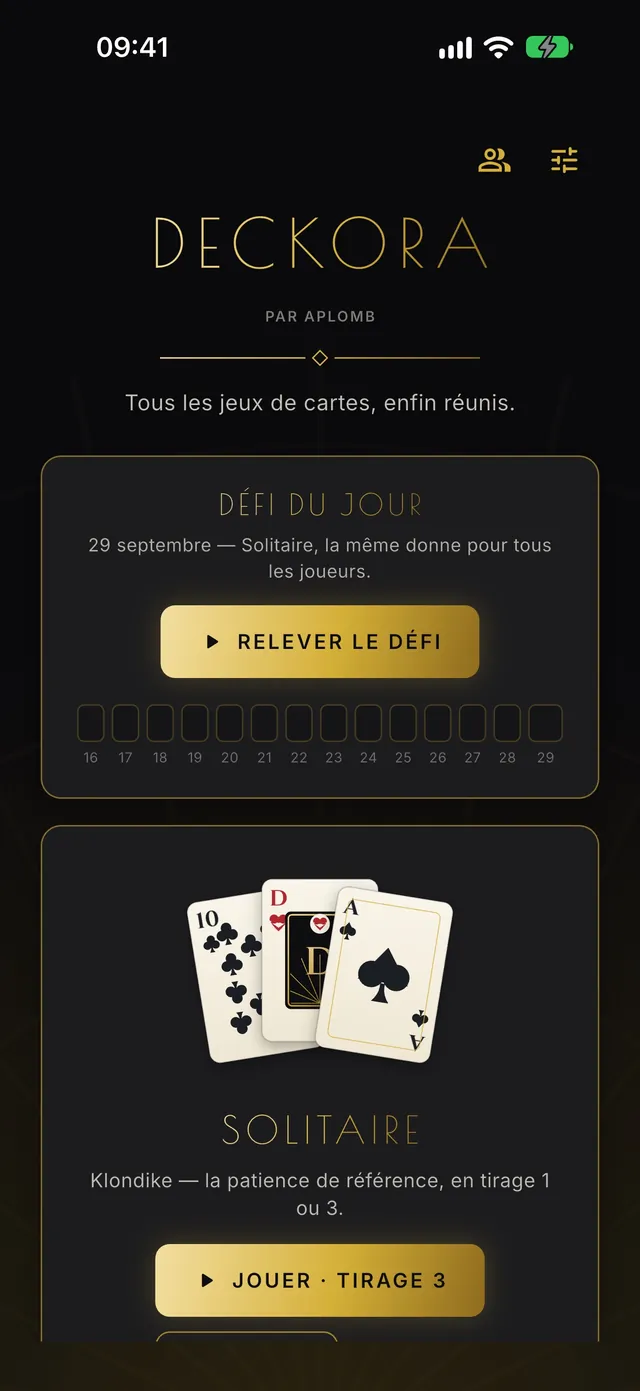 09:41
DECKORA
PAR APLOMB
Tous les jeux de cartes, enfin réunis.
DÉFI DU JOUR
29 septembre — Solitaire, la même donne pour tous
les joueurs.
RELEVER LE DÉFI
16 17 18 19 20 21 22 23 24 25 26 27 28 29
10
D
A
D
A
SOLITAIRE
Klondike — la patience de référence, en tirage 1
ou 3.
JOUER · TIRAGE 3